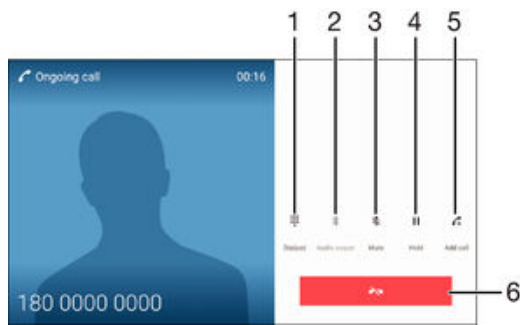 1 2 3 4 5
Ongoing call 00:16
Dialpad Audio output Mute Hold Add call
180 0000 0000
6